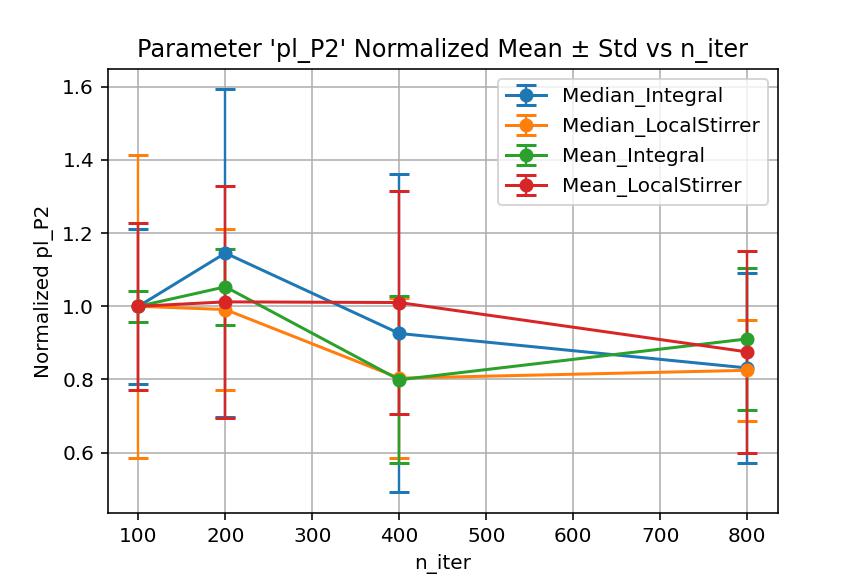 Parameter 'pl_P2' Normalized Mean ± Std vs n_iter
Median_Integral
Median_LocalStirrer
Mean_Integral
Mean_LocalStirrer
Normalized pl_P2
1.6
1.4
1.2
1.0
0.8
0.6
100 200 300 400 500 600 700 800
n_iter